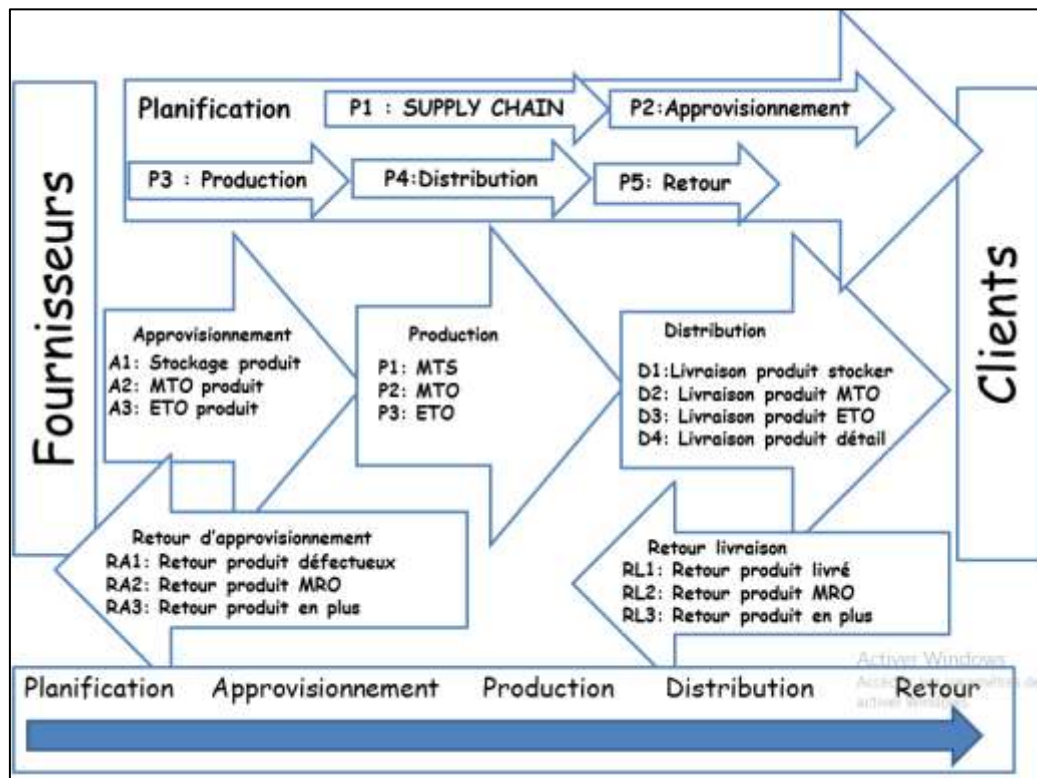 Fournisseurs
Planification
P1 : SUPPLY CHAIN
P2:Approvisionnement
P3 : Production
P4:Distribution
P5: Retour
Approvisionnement
A1: Stockage produit
A2: MTO produit
A3: ETO produit
Production
P1: MTS
P2: MTO
P3: ETO
Distribution
D1:Livraison produit stocker
D2: Livraison produit MTO
D3: Livraison produit ETO
D4: Livraison produit détail
Clients
Retour d'approvisionnement
RA1: Retour produit défectueux
RA2: Retour produit MRO
RA3: Retour produit en plus
Retour livraison
RL1: Retour produit livré
RL2: Retour produit MRO
RL3: Retour produit en plus
Activer Windows
Planification Approvisionnement Production Distribution Retour
activer Windows.